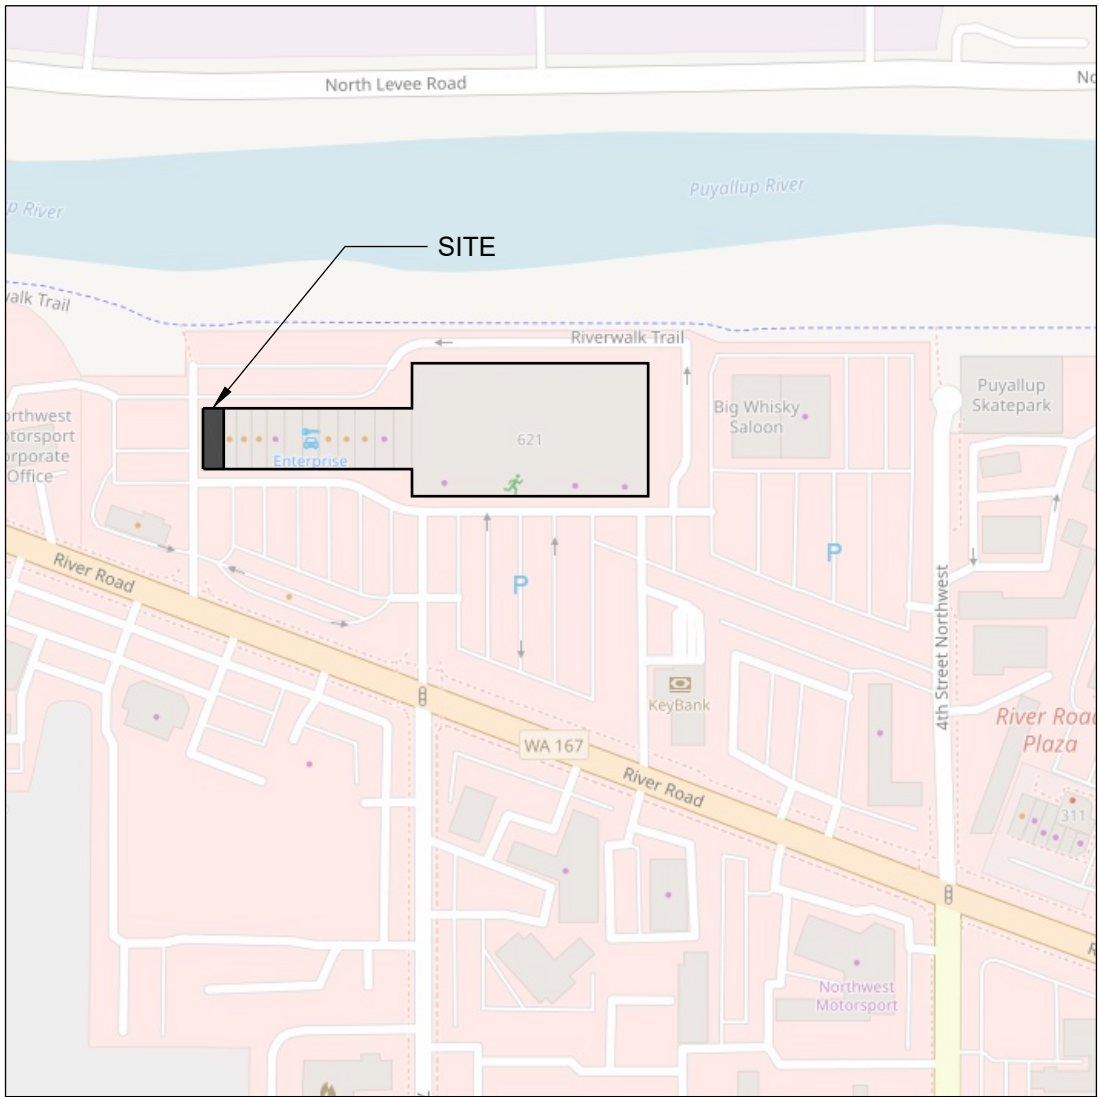 North Levee Road
No
Puyallup River
p River
SITE
valk Trail
Riverwalk Trail
Puyallup
Skatepark
Big Whisky
Saloon
orthwest
otorsport
orporate
Office
621
Enterprise
River Road
P
P
4th Street Northwest
KeyBank
River Road
Plaza
WA 167
River Road
311
R
Northwest
Motorsport